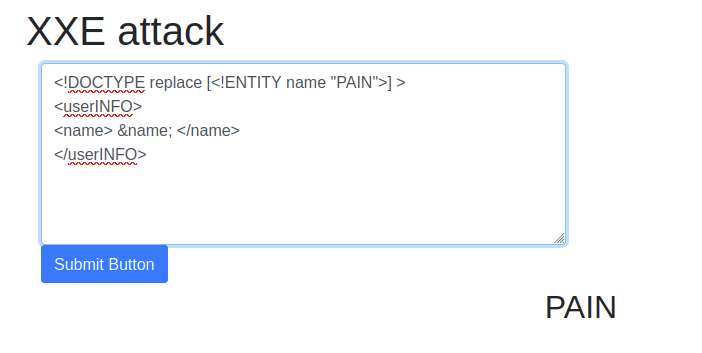 XXE attack
<!DOCTYPE replace [<!ENTITY name "PAIN">] >
<userINFO>
<name> &name; </name>
</userINFO>
Submit Button
PAIN